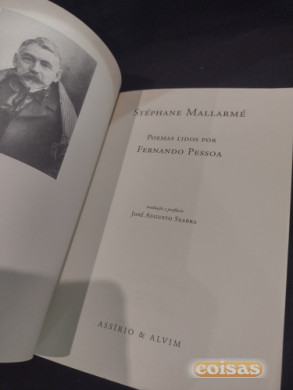 STÉPHANE MALLARMÉ
POEMAS LIDOS POR
FERNANDO PESSOA
tradução e prefácio
JOSÉ AUGUSTO SEABRA
ASSÍRIO & ALVIM
coisas